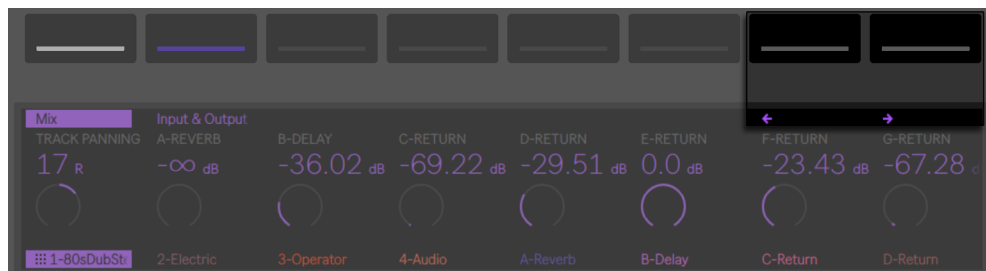 Mix Input & Output ← →
TRACK PANNING A-REVERB B-DELAY C-RETURN D-RETURN E-RETURN F-RETURN G-RETURN
17 R -∞ dB -36.02 dB -69.22 dB -29.51 dB 0.0 dB -23.43 dB -67.28 d
1-80sDubSte 2-Electric 3-Operator 4-Audio A-Reverb B-Delay C-Return D-Return